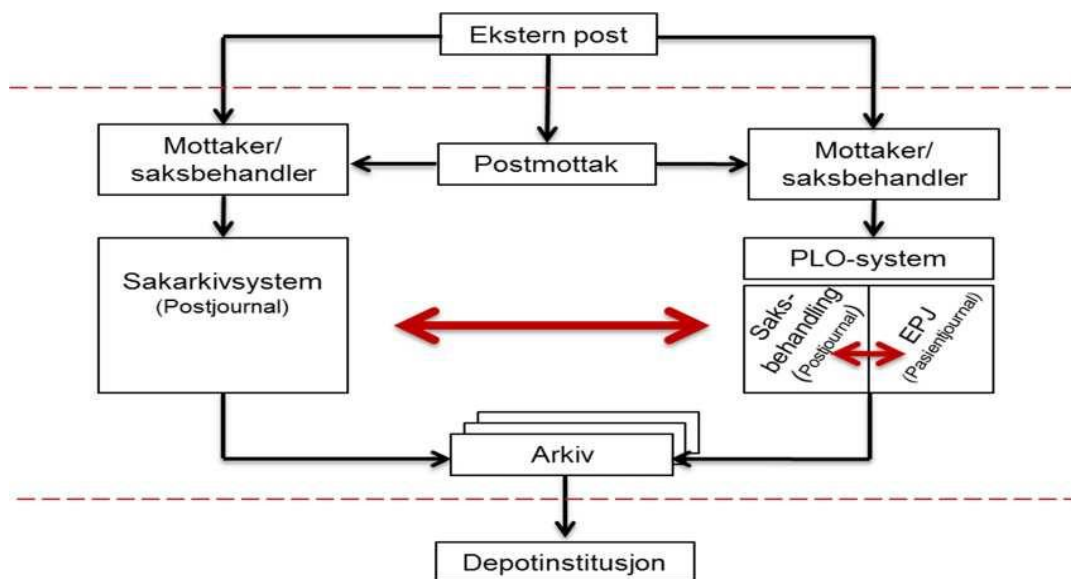 Ekstern post
Mottaker/
saksbehandler
Postmottak
Mottaker/
saksbehandler
Sakarkivsystem
(Postjournal)
PLO-system
Saks-
behandling
(Postjournal)
EPJ
(Pasientjournal)
Arkiv
Depotinstitusjon